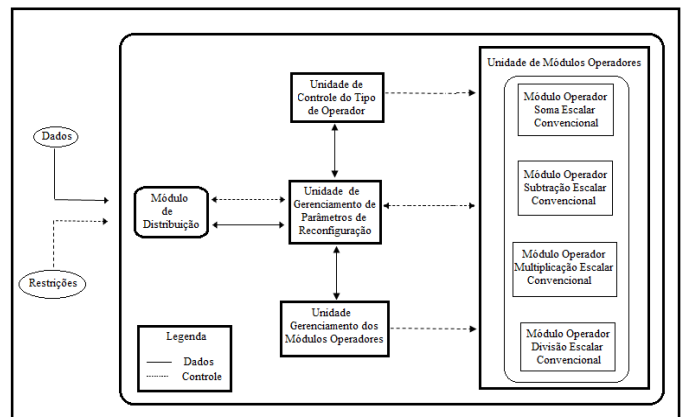 Dados
Restrições
Módulo
de
Distribuição
Unidade de
Controle do Tipo
de Operador
Unidade de
Gerenciamento de
Parâmetros de
Reconfiguração
Unidade
Gerenciamento dos
Módulos Operadores
Legenda
Dados
Controle
Unidade de Módulos Operadores
Módulo Operador
Soma Escalar
Convencional
Módulo Operador
Subtração Escalar
Convencional
Módulo Operador
Multiplicação Escalar
Convencional
Módulo Operador
Divisão Escalar
Convencional